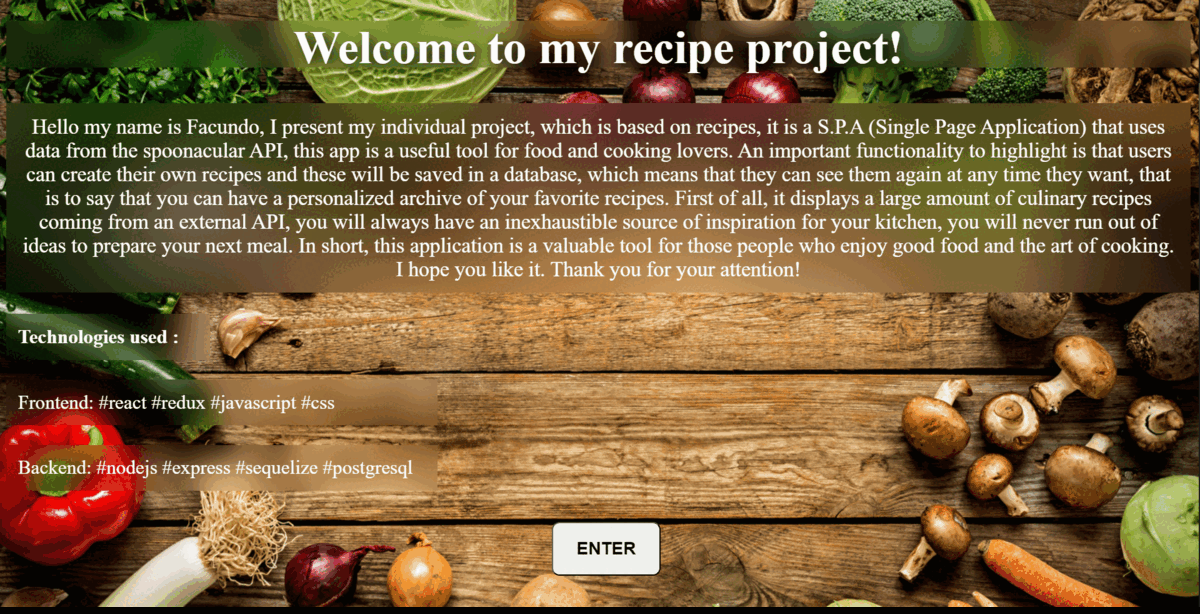 Welcome to my recipe project!
Hello my name is Facundo, I present my individual project, which is based on recipes, it is a S.P.A (Single Page Application) that uses
data from the spoonacular API, this app is a useful tool for food and cooking lovers. An important functionality to highlight is that users
can create their own recipes and these will be saved in a database, which means that they can see them again at any time they want, that
is to say that you can have a personalized archive of your favorite recipes. First of all, it displays a large amount of culinary recipes
coming from an external API, you will always have an inexhaustible source of inspiration for your kitchen, you will never run out of
ideas to prepare your next meal. In short, this application is a valuable tool for those people who enjoy good food and the art of cooking.
I hope you like it. Thank you for your attention!
Technologies used :
Frontend: #react #redux #javascript #css
Backend: #nodejs #express #sequelize #postgresql
ENTER